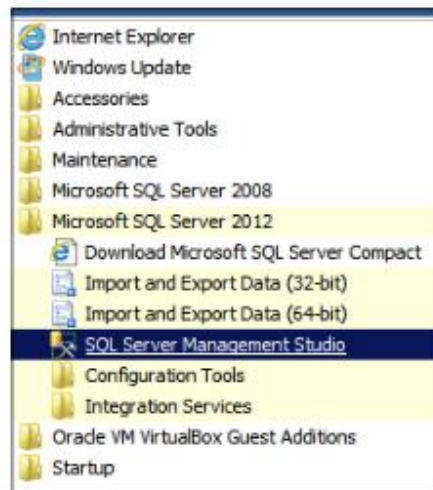 Internet Explorer
Windows Update
Accessories
Administrative Tools
Maintenance
Microsoft SQL Server 2008
Microsoft SQL Server 2012
Download Microsoft SQL Server Compact
Import and Export Data (32-bit)
Import and Export Data (64-bit)
SQL Server Management Studio
Configuration Tools
Integration Services
Oracle VM VirtualBox Guest Additions
Startup